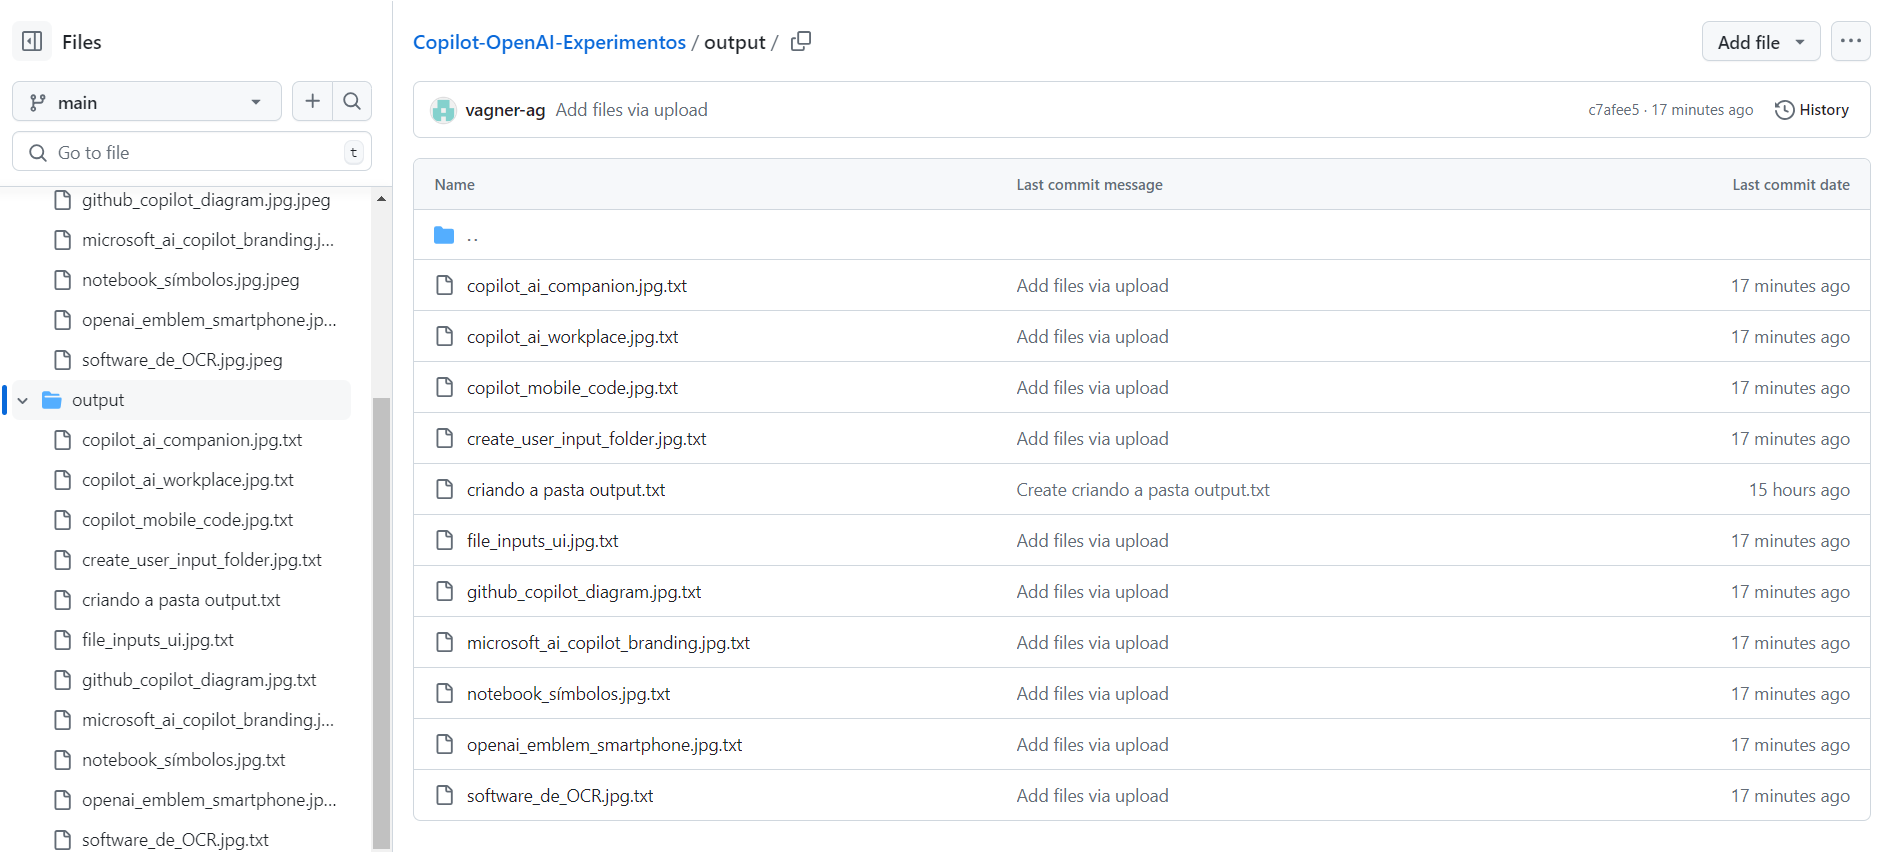 Files
main
Go to file t
github_copilot_diagram.jpg.jpeg
microsoft_ai_copilot_branding.j...
notebook_símbolos.jpg.jpeg
openai_emblem_smartphone.jp...
software_de_OCR.jpg.jpeg
output
copilot_ai_companion.jpg.txt
copilot_ai_workplace.jpg.txt
copilot_mobile_code.jpg.txt
create_user_input_folder.jpg.txt
criando a pasta output.txt
file_inputs_ui.jpg.txt
github_copilot_diagram.jpg.txt
microsoft_ai_copilot_branding.j...
notebook_símbolos.jpg.txt
openai_emblem_smartphone.jp...
software_de_OCR.jpg.txt
Copilot-OpenAI-Experimentos / output / Add file ...
vagner-ag Add files via upload c7afee5 · 17 minutes ago History
Name Last commit message Last commit date
..
copilot_ai_companion.jpg.txt Add files via upload 17 minutes ago
copilot_ai_workplace.jpg.txt Add files via upload 17 minutes ago
copilot_mobile_code.jpg.txt Add files via upload 17 minutes ago
create_user_input_folder.jpg.txt Add files via upload 17 minutes ago
criando a pasta output.txt Create criando a pasta output.txt 15 hours ago
file_inputs_ui.jpg.txt Add files via upload 17 minutes ago
github_copilot_diagram.jpg.txt Add files via upload 17 minutes ago
microsoft_ai_copilot_branding.jpg.txt Add files via upload 17 minutes ago
notebook_símbolos.jpg.txt Add files via upload 17 minutes ago
openai_emblem_smartphone.jpg.txt Add files via upload 17 minutes ago
software_de_OCR.jpg.txt Add files via upload 17 minutes ago